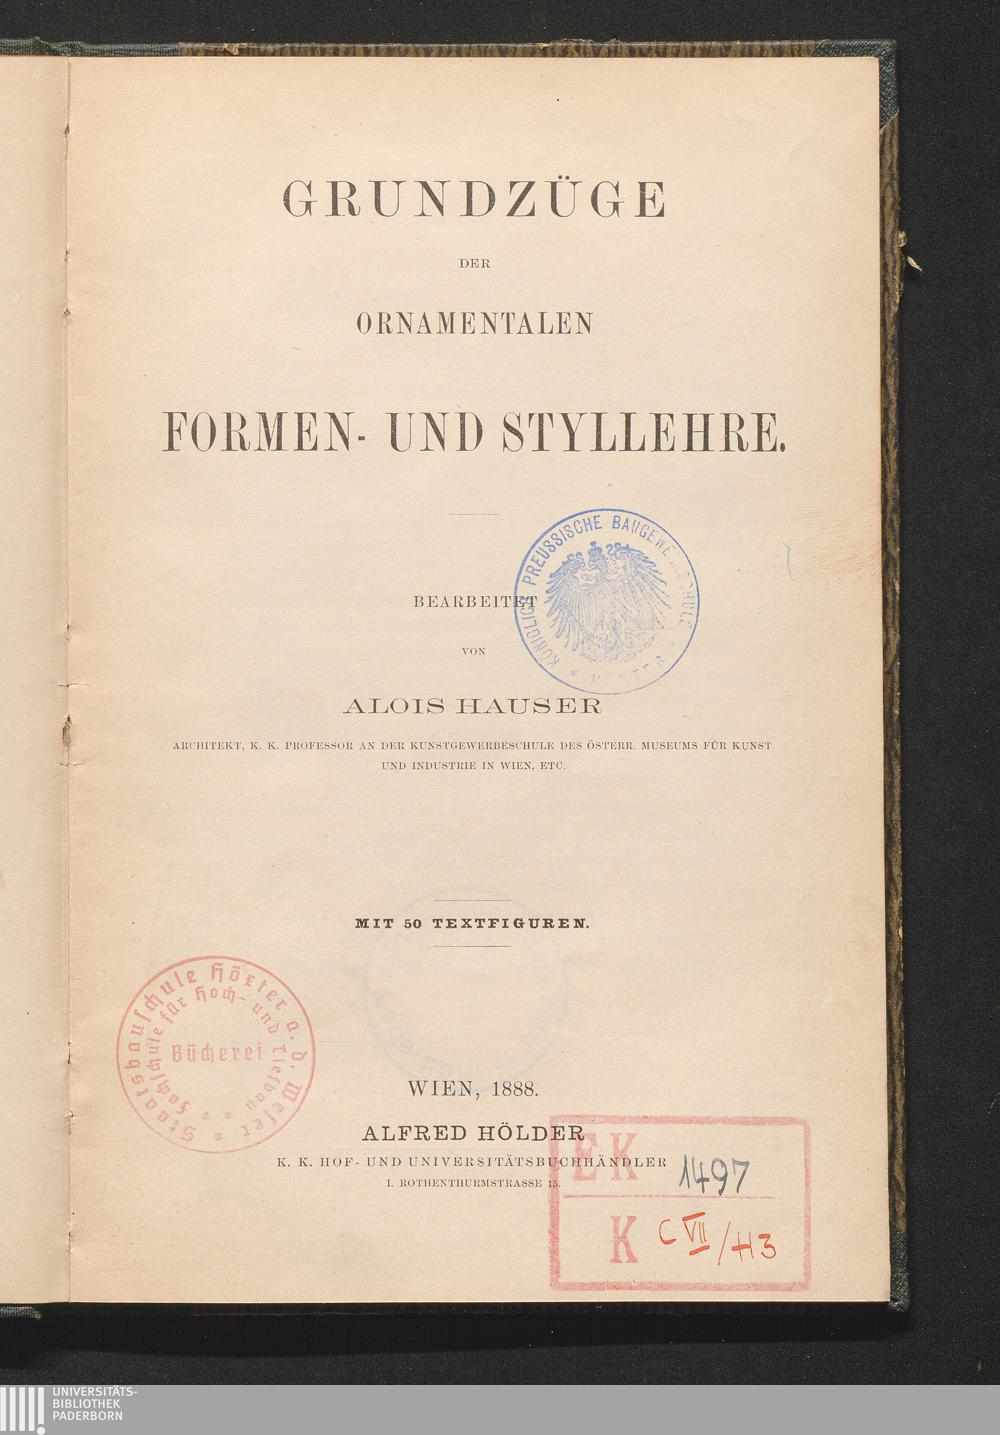 GRUNDZÜGE
DER
ORNAMENTALEN
FORMEN- UND STYLLEHRE.
KÖNIGLICH PREUSSISCHE
BEARBEITET
VON
ALOIS HAUSER
ARCHITEKT, K. K. PROFESSOR AN DER KUNSTGEWERBESCHULE DES ÖSTERR. MUSEUMS FÜR KUNST
UND INDUSTRIE IN WIEN, ETC.
MIT 50 TEXTFIGUREN.
Staatsbauschule Höxter a. d. Weser
Fachschule für Hoch- und Tiefbau
Bücherei
WIEN, 1888.
ALFRED HÖLDER
K. K. HOF- UND UNIVERSITÄTSBUCHHÄNDLER
I. ROTHENTHURMSTRASSE 15.
EK 1497
K C VII/H3
UNIVERSITÄTS-
BIBLIOTHEK
PADERBORN